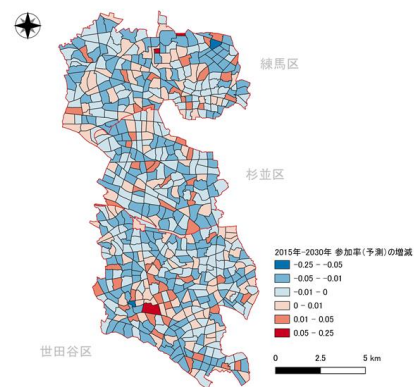 練馬区
杉並区
世田谷区
2015年-2030年 参加率(予測)の増減
-0.25 - -0.05
-0.05 - -0.01
-0.01 - 0
0 - 0.01
0.01 - 0.05
0.05 - 0.25
0 2.5 5 km